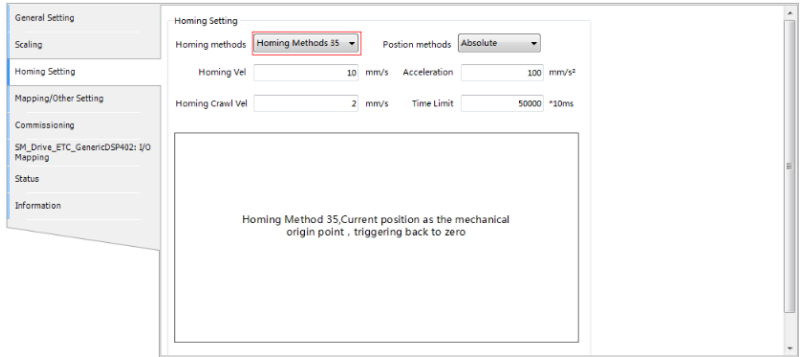 General Setting
Scaling
Homing Setting
Mapping/Other Setting
Commissioning
SM_Drive_ETC_GenericDSP402: I/O
Mapping
Status
Information
Homing Setting
Homing methods Homing Methods 35 Postion methods Absolute
Homing Vel 10 mm/s Acceleration 100 mm/s²
Homing Crawl Vel 2 mm/s Time Limit 50000 *10ms
Homing Method 35,Current position as the mechanical
origin point , triggering back to zero